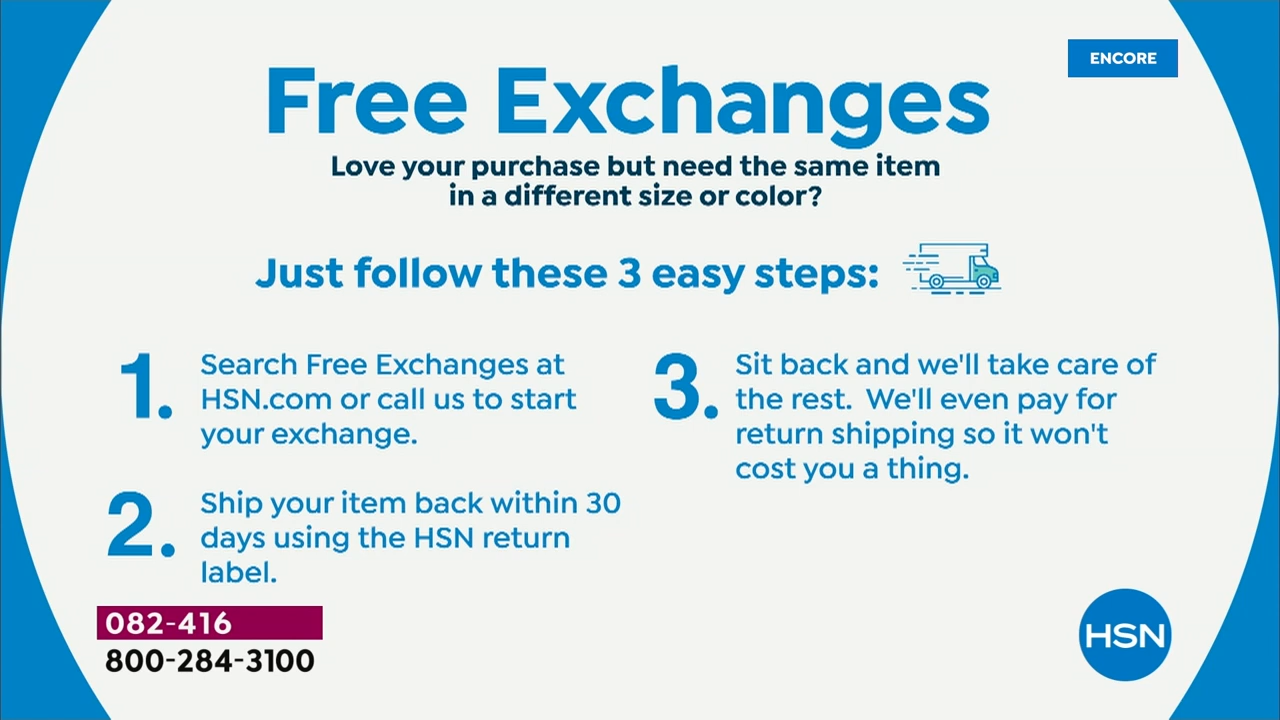 ENCORE
Free Exchanges
Love your purchase but need the same item
in a different size or color?
Just follow these 3 easy steps:
1. Search Free Exchanges at
HSN.com or call us to start
your exchange.
2. Ship your item back within 30
days using the HSN return
label.
3. Sit back and we'll take care of
the rest.  We'll even pay for
return shipping so it won't
cost you a thing.
082-416
800-284-3100
HSN